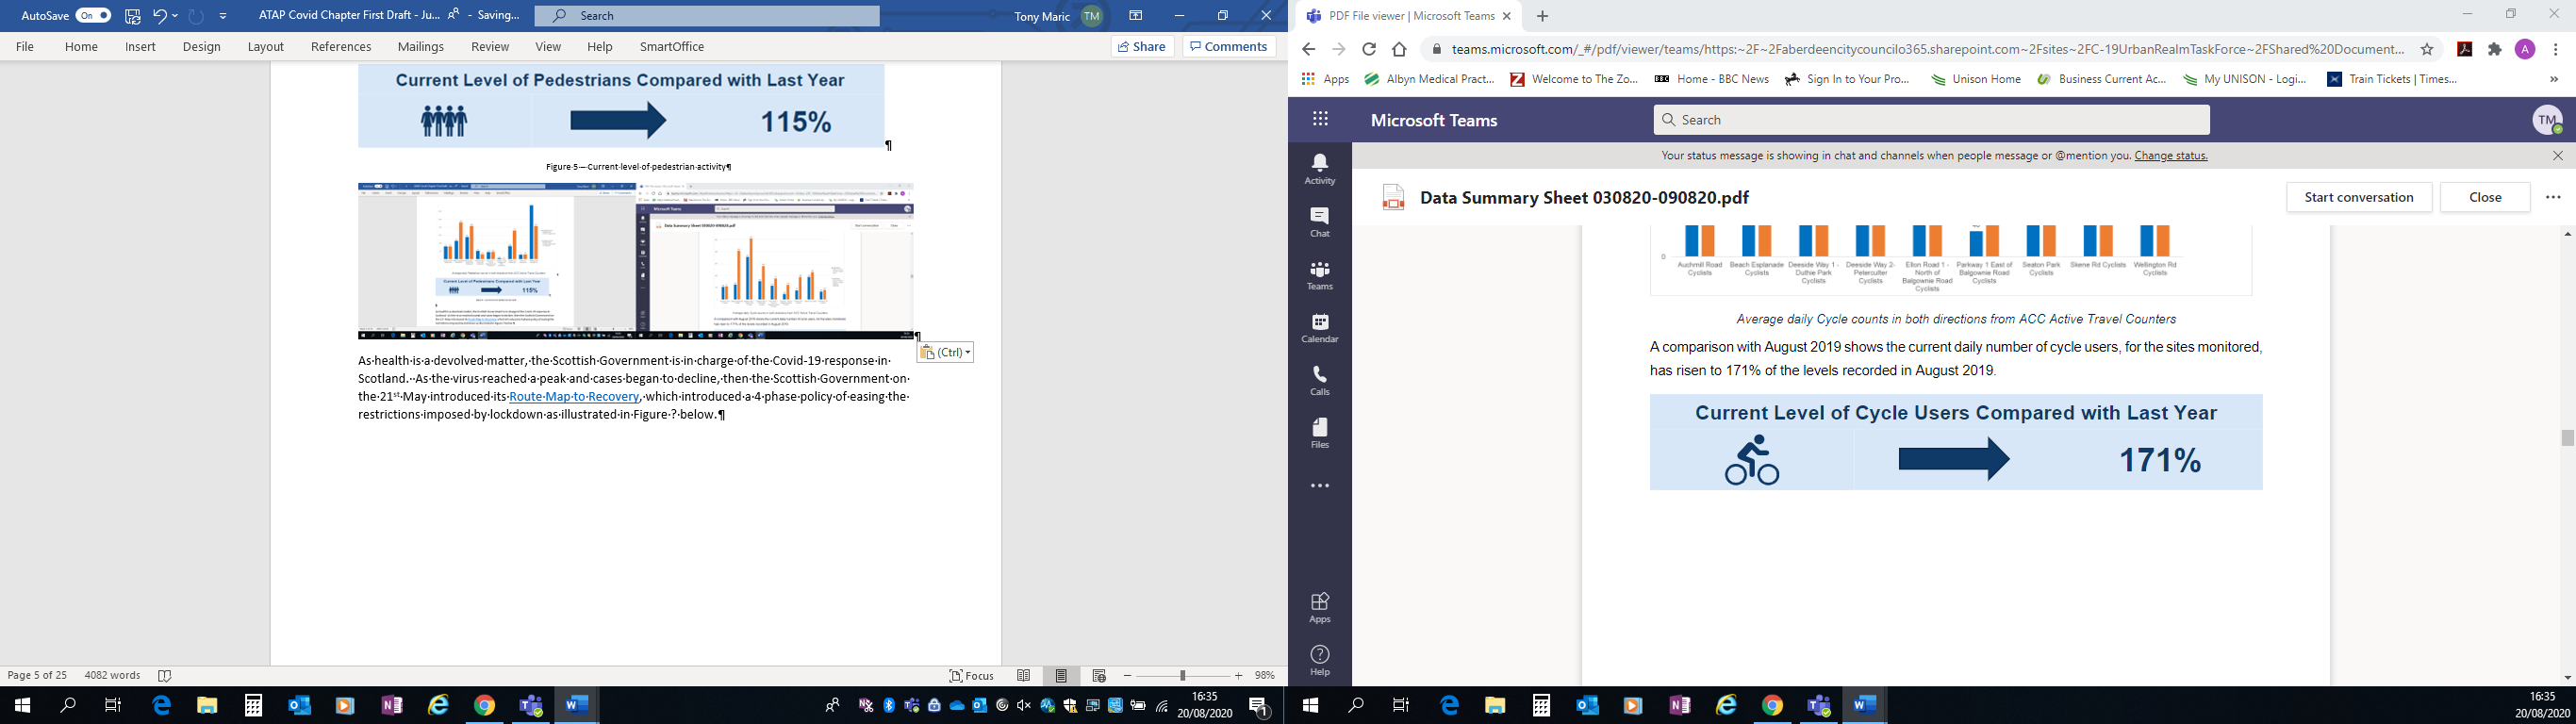 AutoSave On ATAP Covid Chapter First Draft - Ju... - Saving... Search Tony Maric TM
File Home Insert Design Layout References Mailings Review View Help SmartOffice Share Comments
Current Level of Pedestrians Compared with Last Year
115%
¶
Figure·5·–·Current·level·of·pedestrian·activity¶
¶
(Ctrl)
As·health·is·a·devolved·matter,·the·Scottish·Government·is·in·charge·of·the·Covid-19·response·in·
Scotland.··As·the·virus·reached·a·peak·and·cases·began·to·decline,·then·the·Scottish·Government·on·
the·21st·May·introduced·its·Route·Map·to·Recovery,·which·introduced·a·4·phase·policy·of·easing·the·
restrictions·imposed·by·lockdown·as·illustrated·in·Figure·?·below.¶
Page 5 of 25 4082 words Focus 98%
16:35
20/08/2020
1
PDF File viewer | Microsoft Teams
teams.microsoft.com/_#/pdf/viewer/teams/https:~2F~2Faberdeencitycouncilo365.sharepoint.com~2Fsites~2FC-19UrbanRealmTaskForce~2FShared%20Document... A
Apps Albyn Medical Pract... Welcome to The Zo... BBC Home - BBC News Sign In to Your Pro... Unison Home Business Current Ac... My UNISON - Logi... Train Tickets | Times... »
Microsoft Teams Search TM
Your status message is showing in chat and channels when people message or @mention you. Change status.
Activity
Chat
Teams
Calendar
Calls
Files
Apps
Help
Data Summary Sheet 030820-090820.pdf Start conversation Close
0
Auchmill Road Cyclists
Beach Esplanade Cyclists
Deeside Way 1 - Duthie Park Cyclists
Deeside Way 2- Peterculter Cyclists
Ellon Road 1 - North of Balgownie Road Cyclists
Parkway 1 East of Balgownie Road Cyclists
Seaton Park Cyclists
Skene Rd Cyclists
Wellington Rd Cyclists
Average daily Cycle counts in both directions from ACC Active Travel Counters
A comparison with August 2019 shows the current daily number of cycle users, for the sites monitored,
has risen to 171% of the levels recorded in August 2019.
Current Level of Cycle Users Compared with Last Year
171%
16:35
20/08/2020